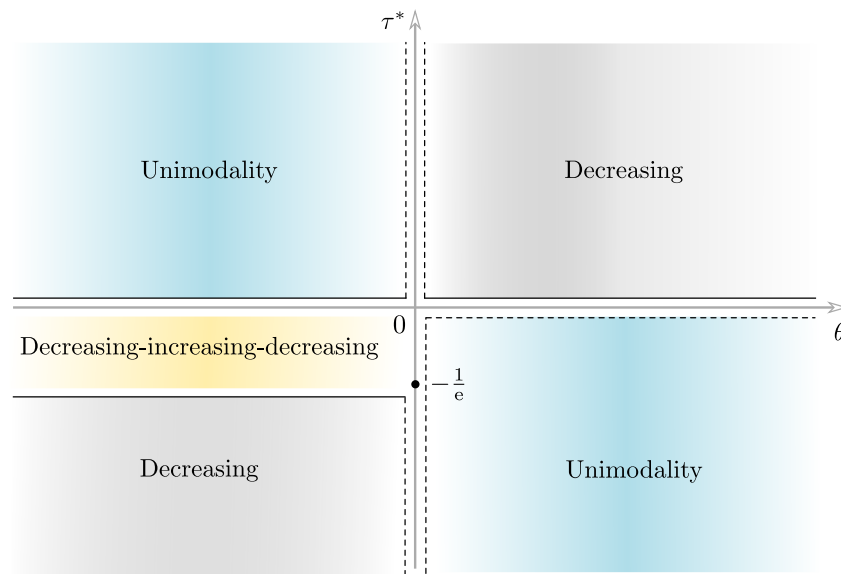 τ*
Unimodality
Decreasing
0
θ
Decreasing-increasing-decreasing
−1/e
Decreasing
Unimodality